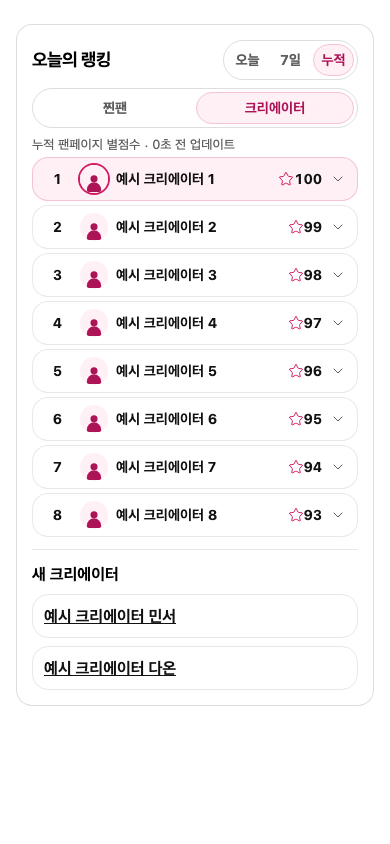 오늘의 랭킹
오늘 7일 누적
찐팬 크리에이터
누적 팬페이지 별점수 · 0초 전 업데이트
1 예시 크리에이터 1 100
2 예시 크리에이터 2 99
3 예시 크리에이터 3 98
4 예시 크리에이터 4 97
5 예시 크리에이터 5 96
6 예시 크리에이터 6 95
7 예시 크리에이터 7 94
8 예시 크리에이터 8 93
새 크리에이터
예시 크리에이터 민서
예시 크리에이터 다온